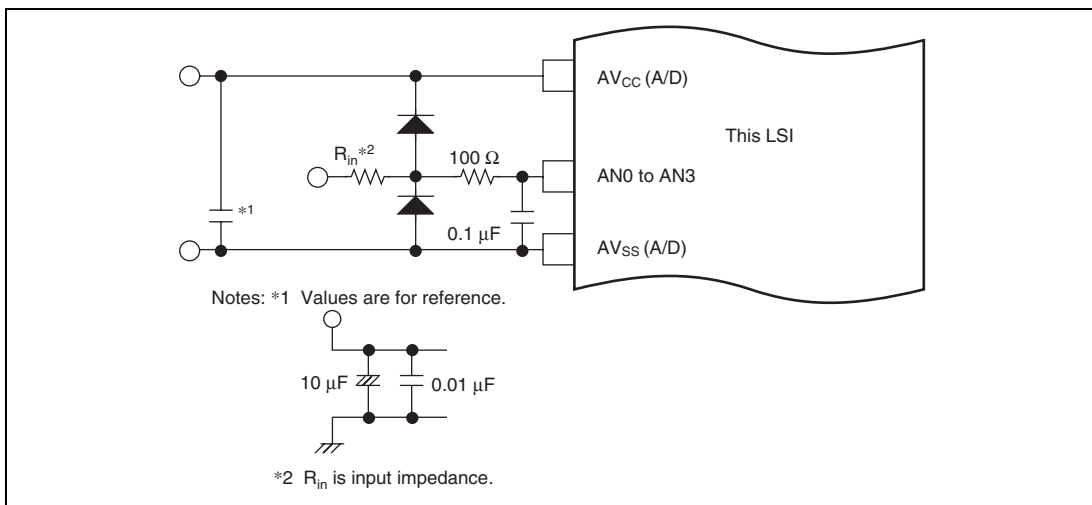 AVCC (A/D)
This LSI
Rin*2
100 Ω
AN0 to AN3
*1
0.1 μF
AVSS (A/D)
Notes: *1 Values are for reference.
10 μF
0.01 μF
*2 Rin is input impedance.